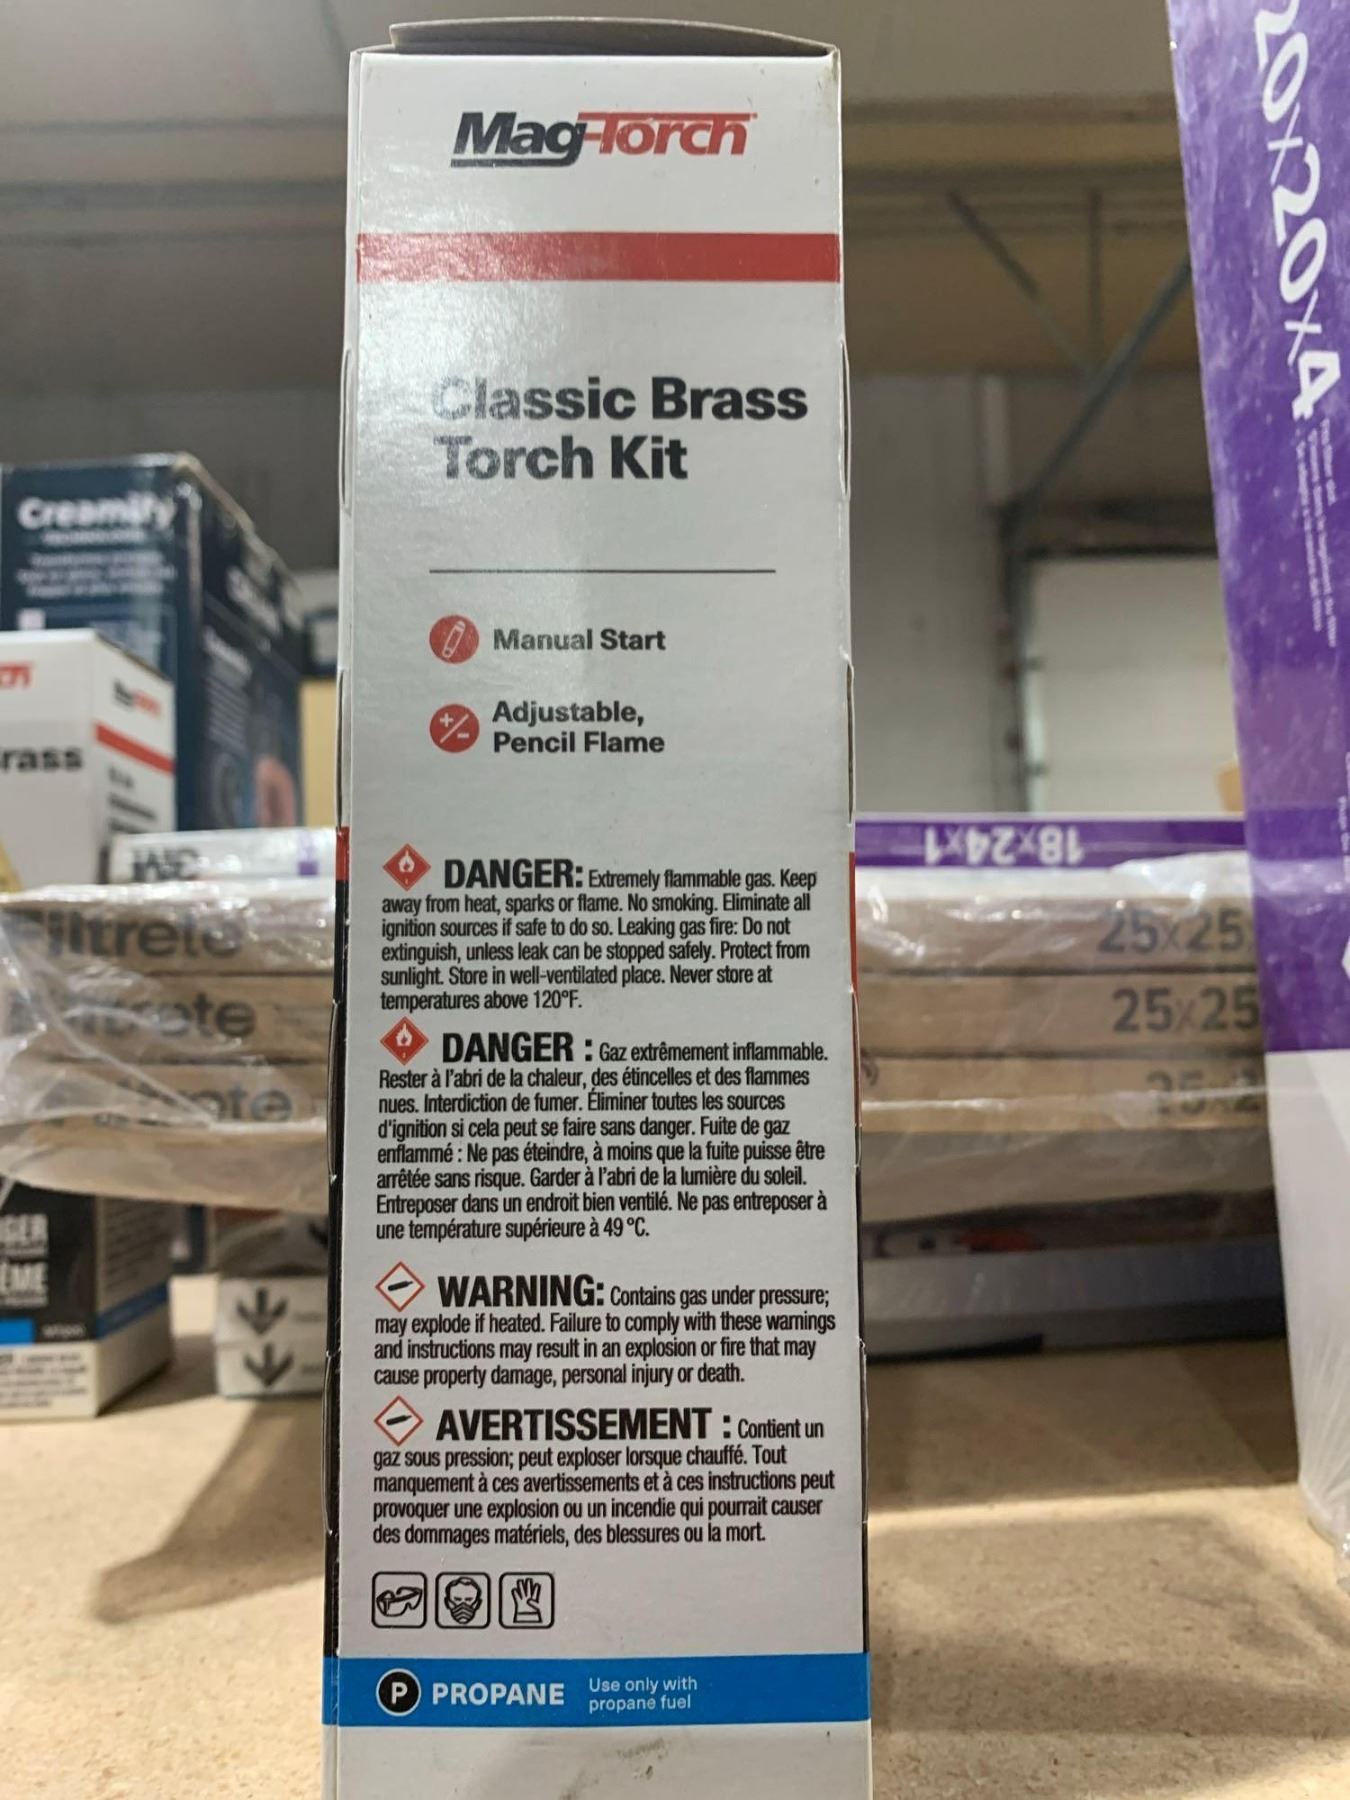 Mag-Torch
Classic Brass
Torch Kit
Manual Start
Adjustable,
Pencil Flame
DANGER: Extremely flammable gas. Keep
away from heat, sparks or flame. No smoking. Eliminate all
ignition sources if safe to do so. Leaking gas fire: Do not
extinguish, unless leak can be stopped safely. Protect from
sunlight. Store in well-ventilated place. Never store at
temperatures above 120°F.
DANGER : Gaz extrêmement inflammable.
Rester à l'abri de la chaleur, des étincelles et des flammes
nues. Interdiction de fumer. Éliminer toutes les sources
d'ignition si cela peut se faire sans danger. Fuite de gaz
enflammé : Ne pas éteindre, à moins que la fuite puisse être
arrêtée sans risque. Garder à l'abri de la lumière du soleil.
Entreposer dans un endroit bien ventilé. Ne pas entreposer à
une température supérieure à 49 °C.
WARNING: Contains gas under pressure;
may explode if heated. Failure to comply with these warnings
and instructions may result in an explosion or fire that may
cause property damage, personal injury or death.
AVERTISSEMENT : Contient un
gaz sous pression; peut exploser lorsque chauffé. Tout
manquement à ces avertissements et à ces instructions peut
provoquer une explosion ou un incendie qui pourrait causer
des dommages matériels, des blessures ou la mort.
P PROPANE Use only with
propane fuel
20x20x4
Creamify
rass
18x24x1
Filtrete
25x25
25x25